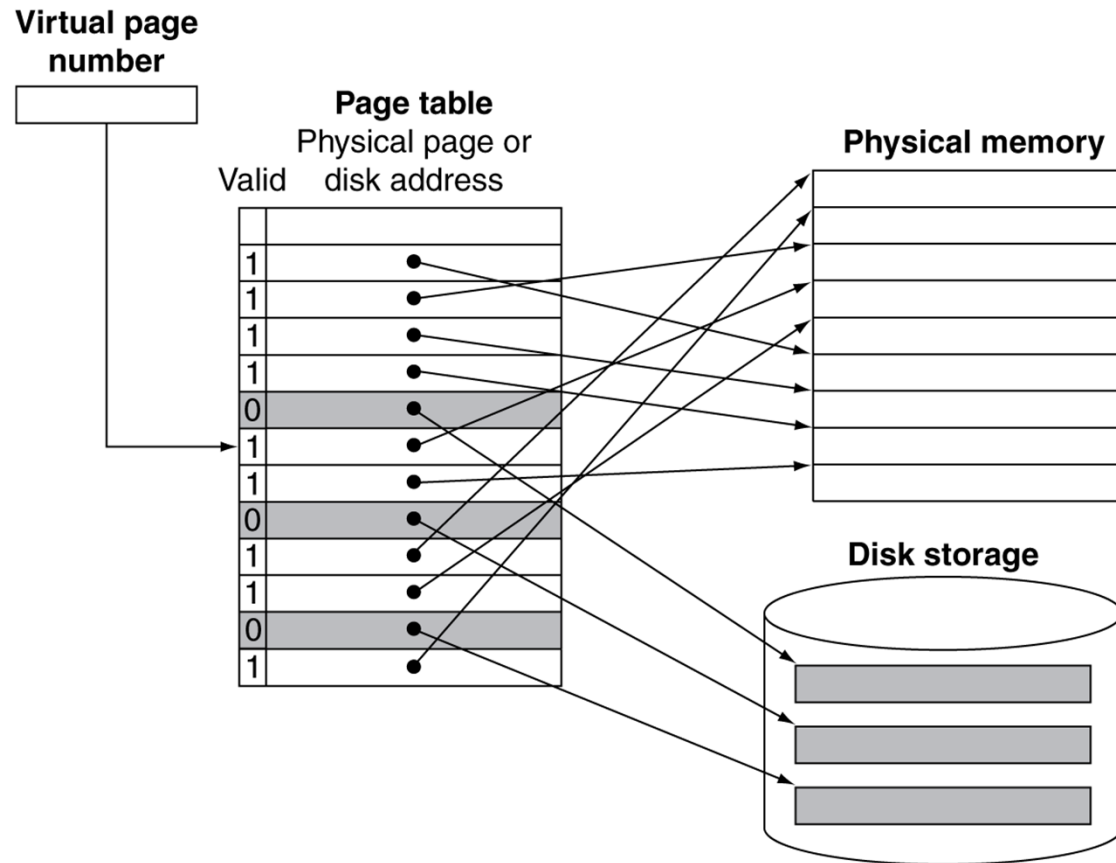 Virtual page
number
Page table
Physical page or
disk address
Valid
Physical memory
1
1
1
1
0
1
1
0
1
1
0
1
Disk storage